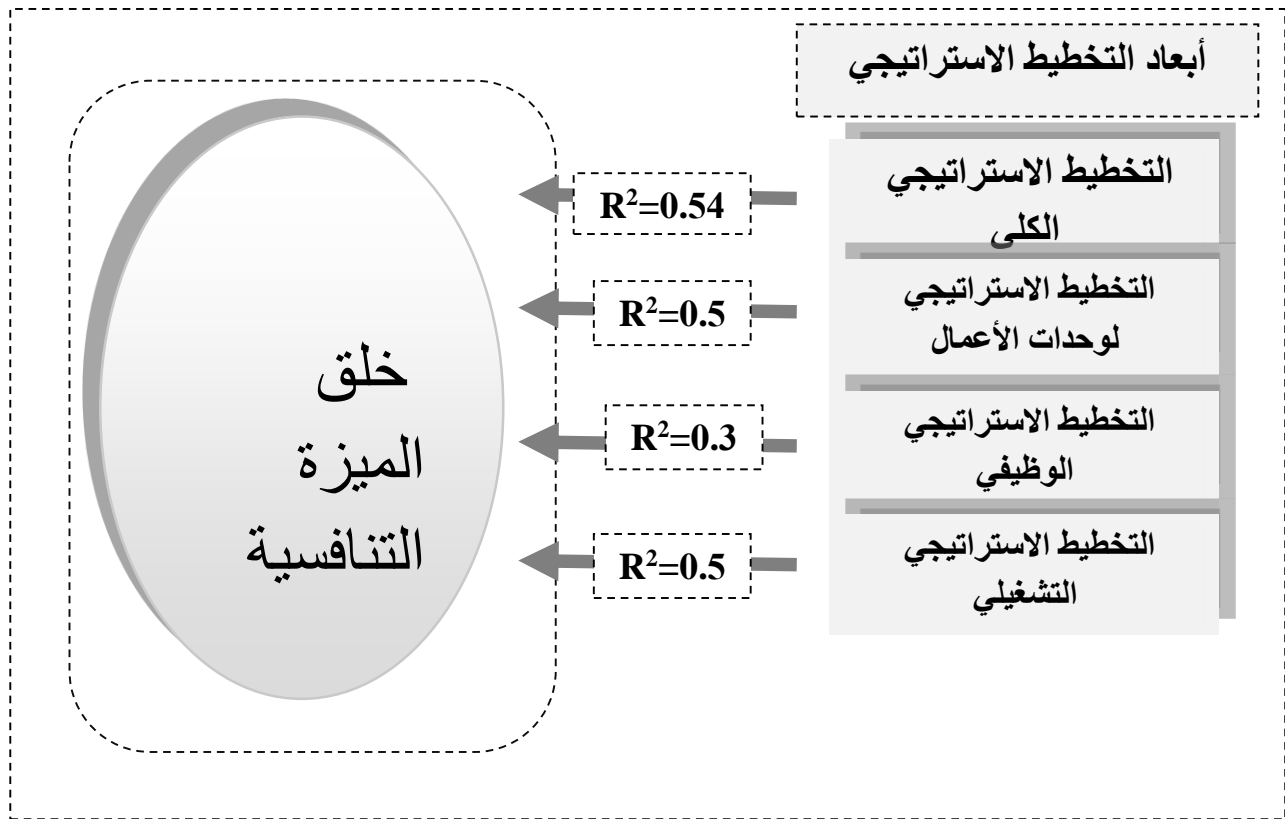 أبعاد التخطيط الاستراتيجي
التخطيط الاستراتيجي
الكلي
R²=0.54
التخطيط الاستراتيجي
لوحدات الأعمال
R²=0.5
التخطيط الاستراتيجي
الوظيفي
R²=0.3
التخطيط الاستراتيجي
التشغيلي
R²=0.5
خلق
الميزة
التنافسية